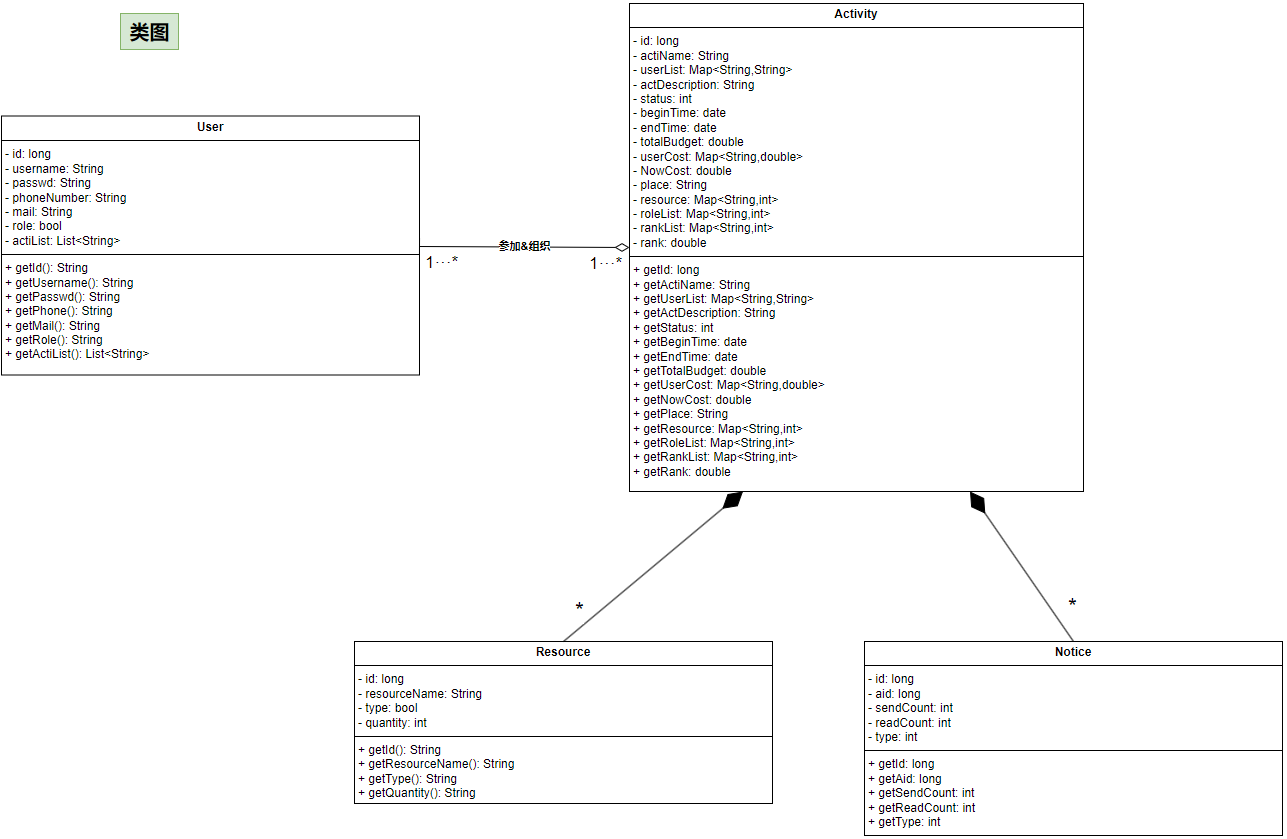 类图
User
- id: long
- username: String
- passwd: String
- phoneNumber: String
- mail: String
- role: bool
- actiList: List<String>
+ getId(): String
+ getUsername(): String
+ getPasswd(): String
+ getPhone(): String
+ getMail(): String
+ getRole(): String
+ getActiList(): List<String>
参加&组织
1···*
1···*
Activity
- id: long
- actiName: String
- userList: Map<String,String>
- actDescription: String
- status: int
- beginTime: date
- endTime: date
- totalBudget: double
- userCost: Map<String,double>
- NowCost: double
- place: String
- resource: Map<String,int>
- roleList: Map<String,int>
- rankList: Map<String,int>
- rank: double
+ getId: long
+ getActiName: String
+ getUserList: Map<String,String>
+ getActDescription: String
+ getStatus: int
+ getBeginTime: date
+ getEndTime: date
+ getTotalBudget: double
+ getUserCost: Map<String,double>
+ getNowCost: double
+ getPlace: String
+ getResource: Map<String,int>
+ getRoleList: Map<String,int>
+ getRankList: Map<String,int>
+ getRank: double
*
*
Resource
- id: long
- resourceName: String
- type: bool
- quantity: int
+ getId(): String
+ getResourceName(): String
+ getType(): String
+ getQuantity(): String
Notice
- id: long
- aid: long
- sendCount: int
- readCount: int
- type: int
+ getId: long
+ getAid: long
+ getSendCount: int
+ getReadCount: int
+ getType: int